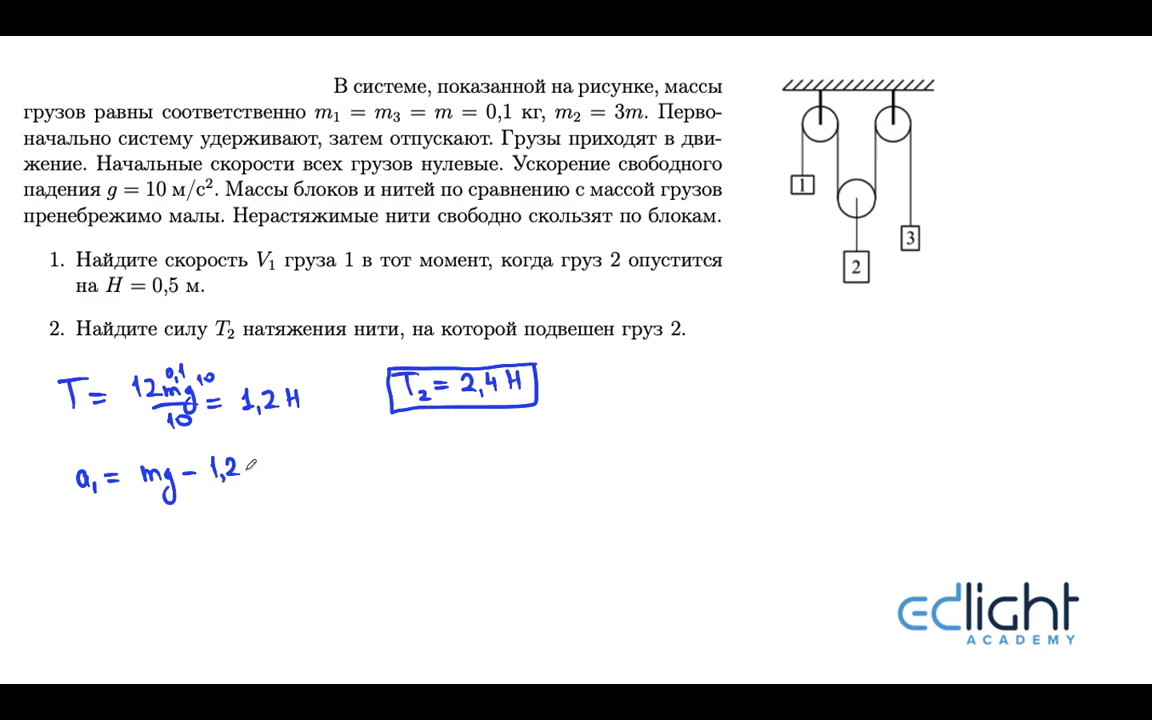 В системе, показанной на рисунке, массы
грузов равны соответственно m₁ = m₃ = m = 0,1 кг, m₂ = 3m. Перво-
начально систему удерживают, затем отпускают. Грузы приходят в дви-
жение. Начальные скорости всех грузов нулевые. Ускорение свободного
падения g = 10 м/с². Массы блоков и нитей по сравнению с массой грузов
пренебрежимо малы. Нерастяжимые нити свободно скользят по блокам.
1. Найдите скорость V₁ груза 1 в тот момент, когда груз 2 опустится
на H = 0,5 м.
2. Найдите силу T₂ натяжения нити, на которой подвешен груз 2.
1
3
2
T = 12 m 0,1 g 10 / 10 = 1,2 Н
T₂ = 2,4 Н
a₁ = mg − 1,2
edlight
ACADEMY